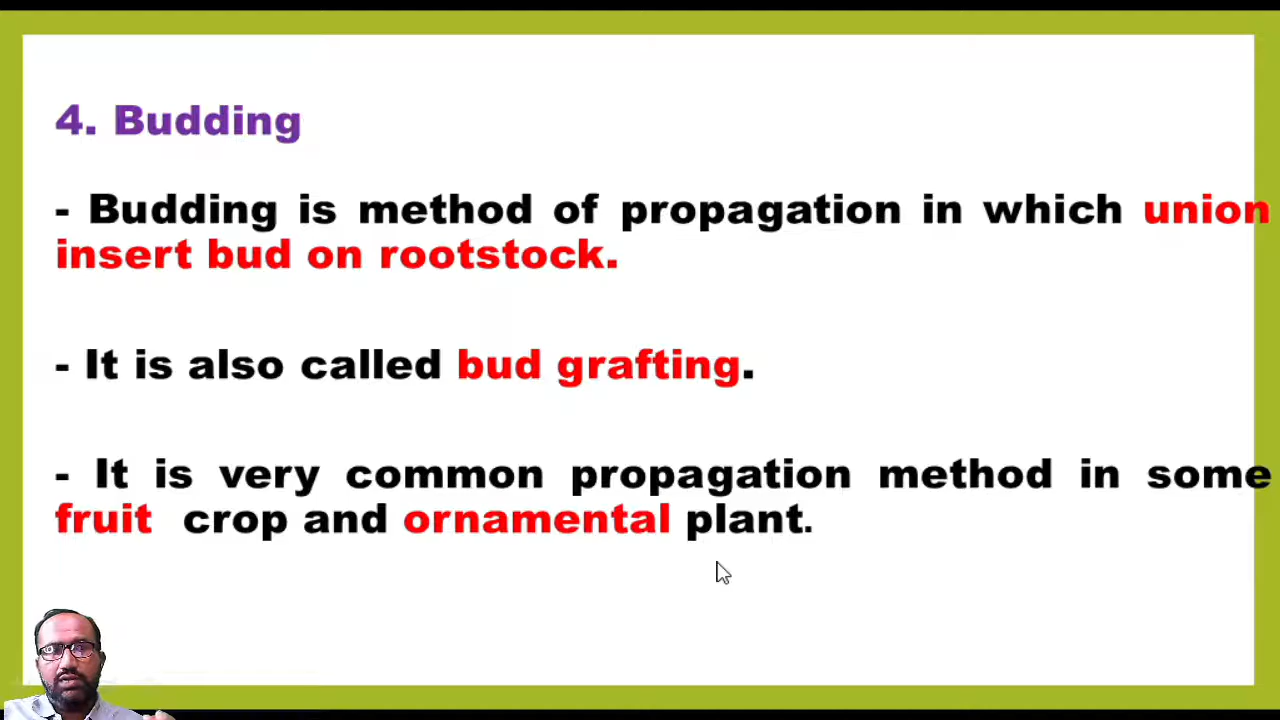 4. Budding
- Budding is method of propagation in which union
insert bud on rootstock.
- It is also called bud grafting.
- It is very common propagation method in some
fruit crop and ornamental plant.